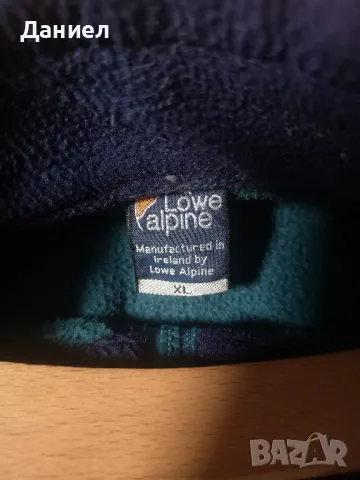 Даниел
Lowe
alpine
Manufactured in
Ireland by
Lowe Alpine
XL
BAZAR